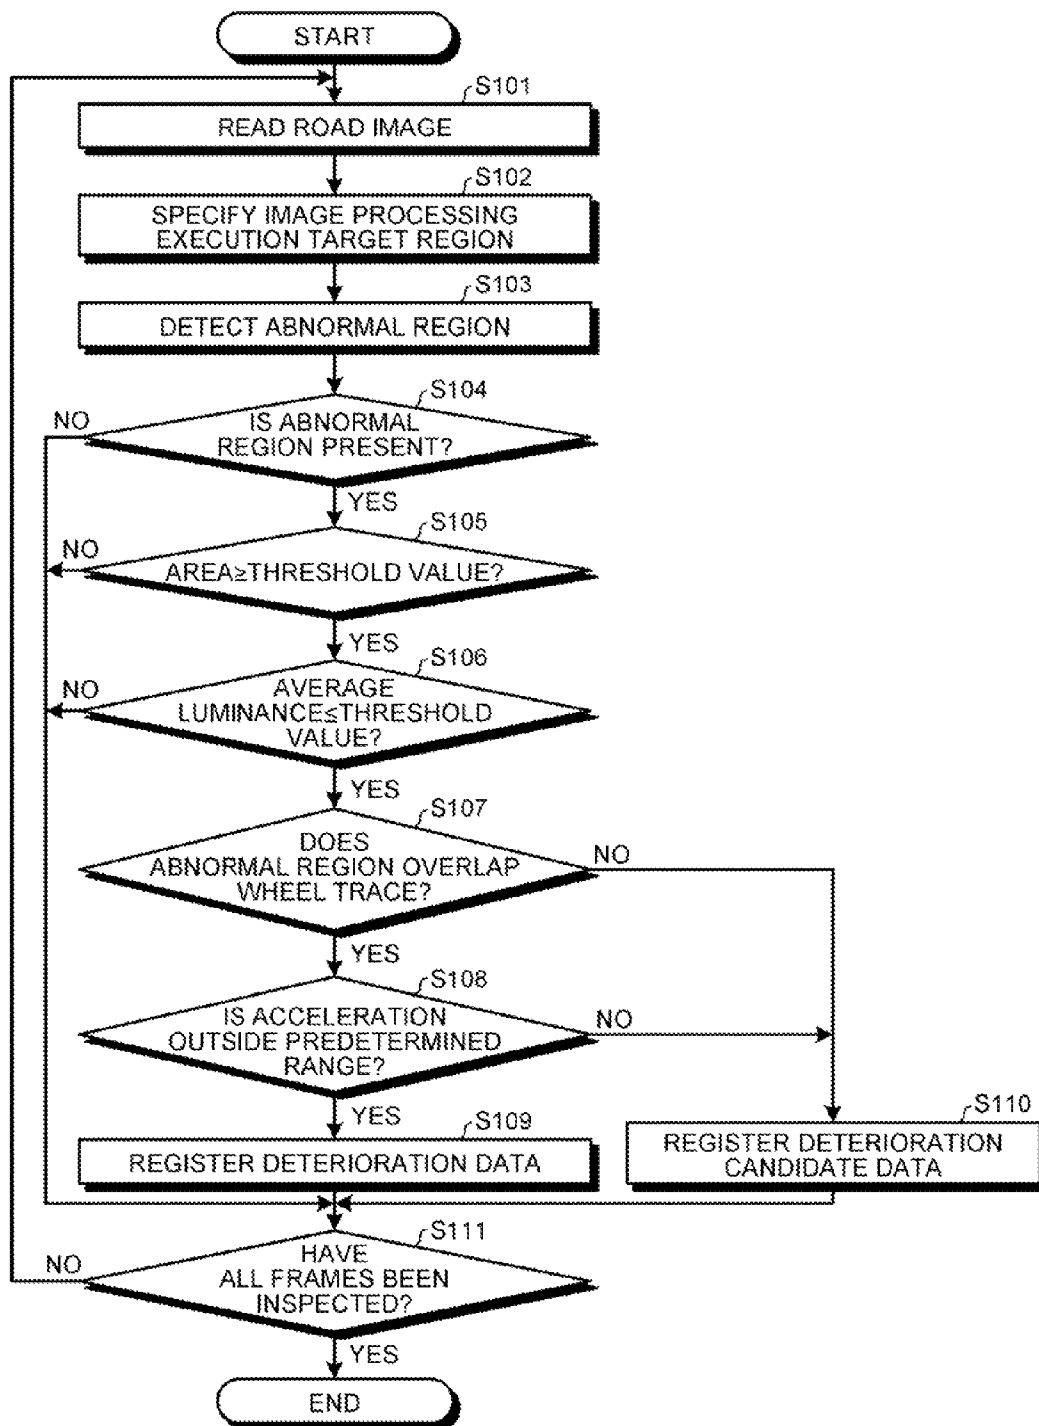 START
S101
READ ROAD IMAGE
S102
SPECIFY IMAGE PROCESSING
EXECUTION TARGET REGION
S103
DETECT ABNORMAL REGION
S104
NO
IS ABNORMAL
REGION PRESENT?
YES
S105
NO
AREA≥THRESHOLD VALUE?
YES
S106
NO
AVERAGE
LUMINANCE≤THRESHOLD
VALUE?
YES
S107
DOES
ABNORMAL REGION OVERLAP
WHEEL TRACE?
NO
YES
S108
IS ACCELERATION
OUTSIDE PREDETERMINED
RANGE?
NO
YES
S109
REGISTER DETERIORATION DATA
S110
REGISTER DETERIORATION
CANDIDATE DATA
S111
NO
HAVE
ALL FRAMES BEEN
INSPECTED?
YES
END